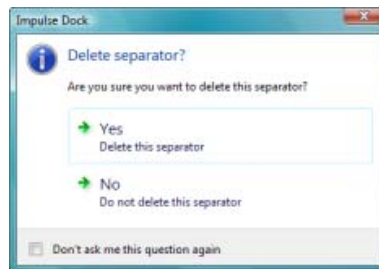 Impulse Dock
Delete separator?
Are you sure you want to delete this separator?
Yes
Delete this separator
No
Do not delete this separator
Don't ask me this question again